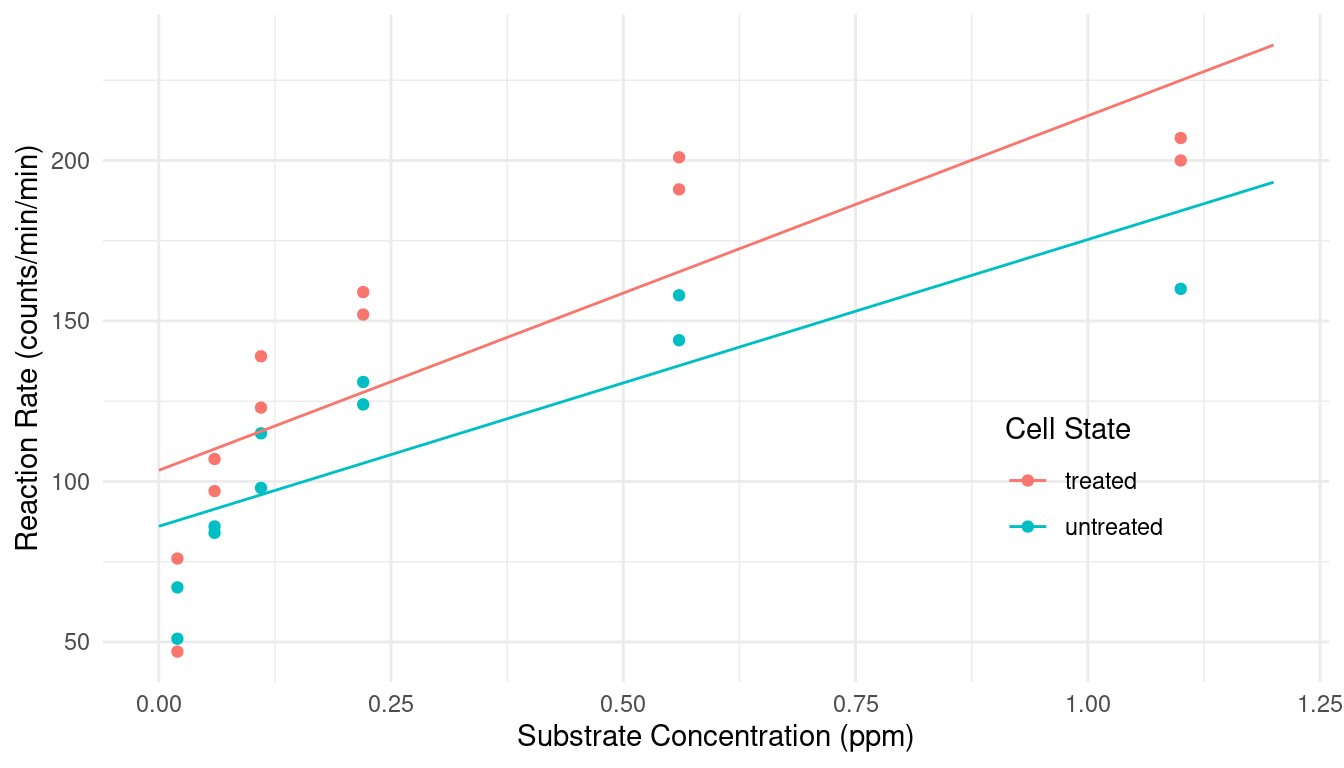 Reaction Rate (counts/min/min)
200
150
100
50
Cell State
treated
untreated
0.00 0.25 0.50 0.75 1.00 1.25
Substrate Concentration (ppm)